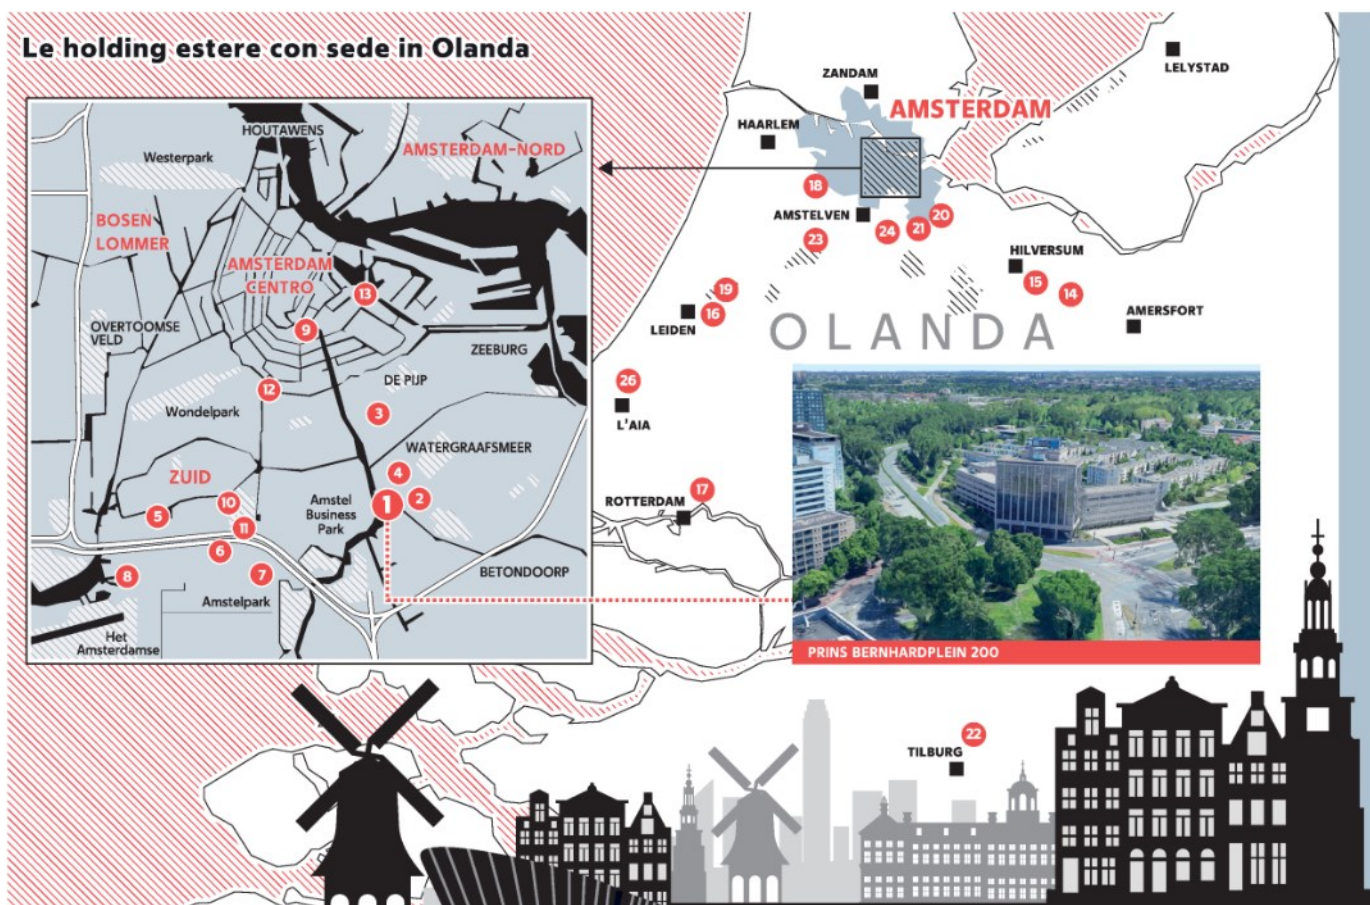 Le holding estere con sede in Olanda
HOUTAWENS
Westerpark
AMSTERDAM-NORD
BOSEN
LOMMER
AMSTERDAM
CENTRO
13
9
OVERTOOMSE
VELD
ZEEBURG
DE PIJP
12
Wondelpark
3
WATERGRAAFSMEER
ZUID
4
10
1
2
5
Amstel
Business
Park
11
6
7
8
BETONDOORP
Amstelpark
Het
Amsterdamse
LELYSTAD
ZANDAM
AMSTERDAM
HAARLEM
18
AMSTELVEN
20
21
24
23
HILVERSUM
15
14
19
16
LEIDEN
AMERSFORT
OLANDA
26
L'AIA
ROTTERDAM
17
PRINS BERNHARDPLEIN 200
22
TILBURG